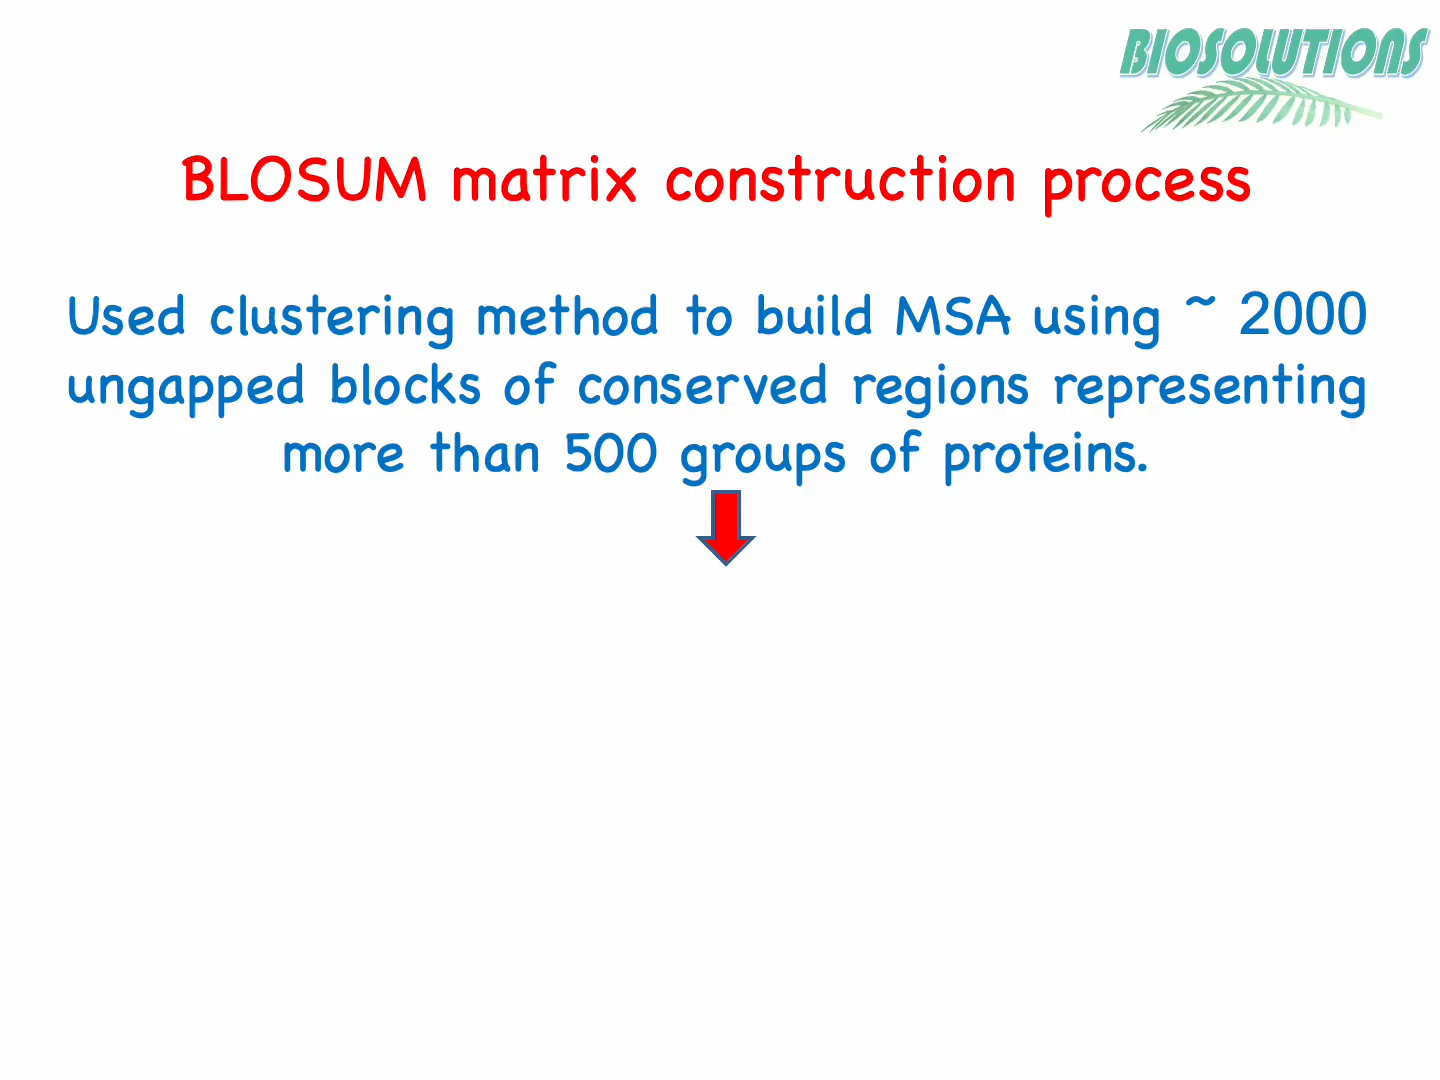 BIOSOLUTIONS
BLOSUM matrix construction process
Used clustering method to build MSA using ~ 2000
ungapped blocks of conserved regions representing
more than 500 groups of proteins.